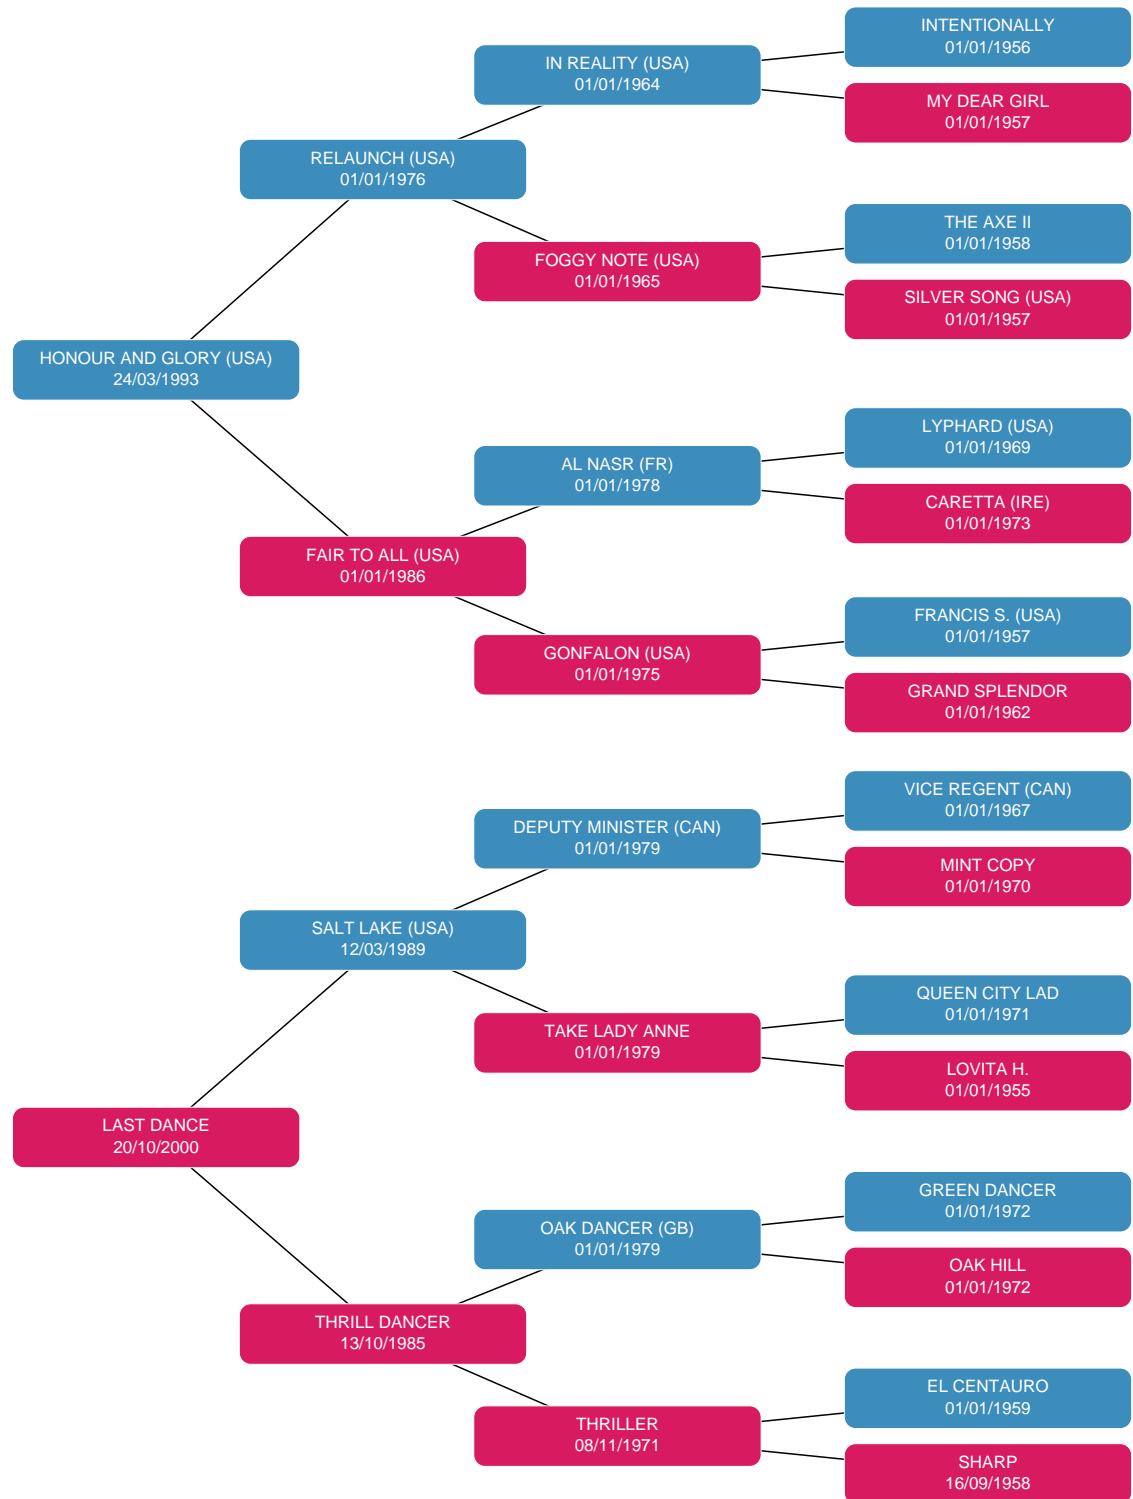 INTENTIONALLY
01/01/1956
IN REALITY (USA)
01/01/1964
MY DEAR GIRL
01/01/1957
RELAUNCH (USA)
01/01/1976
THE AXE II
01/01/1958
FOGGY NOTE (USA)
01/01/1965
SILVER SONG (USA)
01/01/1957
HONOUR AND GLORY (USA)
24/03/1993
LYPHARD (USA)
01/01/1969
AL NASR (FR)
01/01/1978
CARETTA (IRE)
01/01/1973
FAIR TO ALL (USA)
01/01/1986
FRANCIS S. (USA)
01/01/1957
GONFALON (USA)
01/01/1975
GRAND SPLENDOR
01/01/1962
VICE REGENT (CAN)
01/01/1967
DEPUTY MINISTER (CAN)
01/01/1979
MINT COPY
01/01/1970
SALT LAKE (USA)
12/03/1989
QUEEN CITY LAD
01/01/1971
TAKE LADY ANNE
01/01/1979
LOVITA H.
01/01/1955
LAST DANCE
20/10/2000
GREEN DANCER
01/01/1972
OAK DANCER (GB)
01/01/1979
OAK HILL
01/01/1972
THRILL DANCER
13/10/1985
EL CENTAURO
01/01/1959
THRILLER
08/11/1971
SHARP
16/09/1958